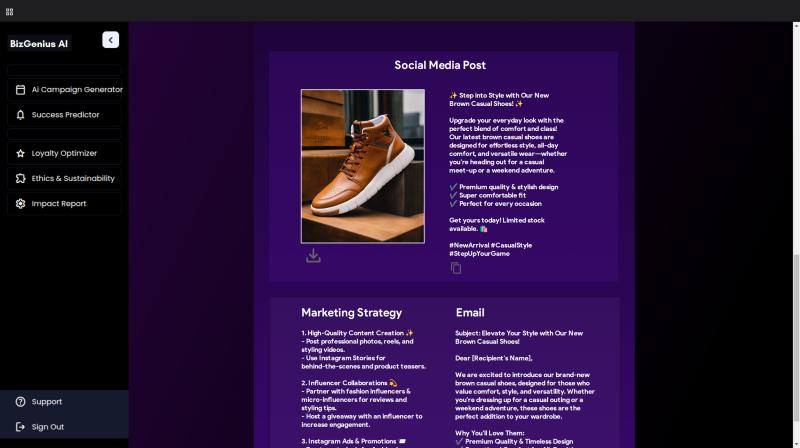 BizGenius AI
Ai Campaign Generator
Success Predictor
Loyalty Optimizer
Ethics & Sustainability
Impact Report
Support
Sign Out
Social Media Post
✨ Step into Style with Our New
Brown Casual Shoes! ✨
Upgrade your everyday look with the
perfect blend of comfort and class!
Our latest brown casual shoes are
designed for effortless style, all-day
comfort, and versatile wear—whether
you're heading out for a casual
meet-up or a weekend adventure.
✔ Premium quality & stylish design
✔ Super comfortable fit
✔ Perfect for every occasion
Get yours today! Limited stock
available. 🛍️
#NewArrival #CasualStyle
#StepUpYourGame
Marketing Strategy
1. High-Quality Content Creation ✨
- Post professional photos, reels, and
styling videos.
- Use Instagram Stories for
behind-the-scenes and product teasers.
2. Influencer Collaborations 💫
- Partner with fashion influencers &
micro-influencers for reviews and
styling tips.
- Host a giveaway with an influencer to
increase engagement.
3. Instagram Ads & Promotions 📨
Email
Subject: Elevate Your Style with Our New
Brown Casual Shoes!
Dear [Recipient's Name],
We are excited to introduce our brand-new
brown casual shoes, designed for those who
value comfort, style, and versatility. Whether
you're dressing up for a casual outing or a
weekend adventure, these shoes are the
perfect addition to your wardrobe.
Why You'll Love Them:
✔ Premium Quality & Timeless Design